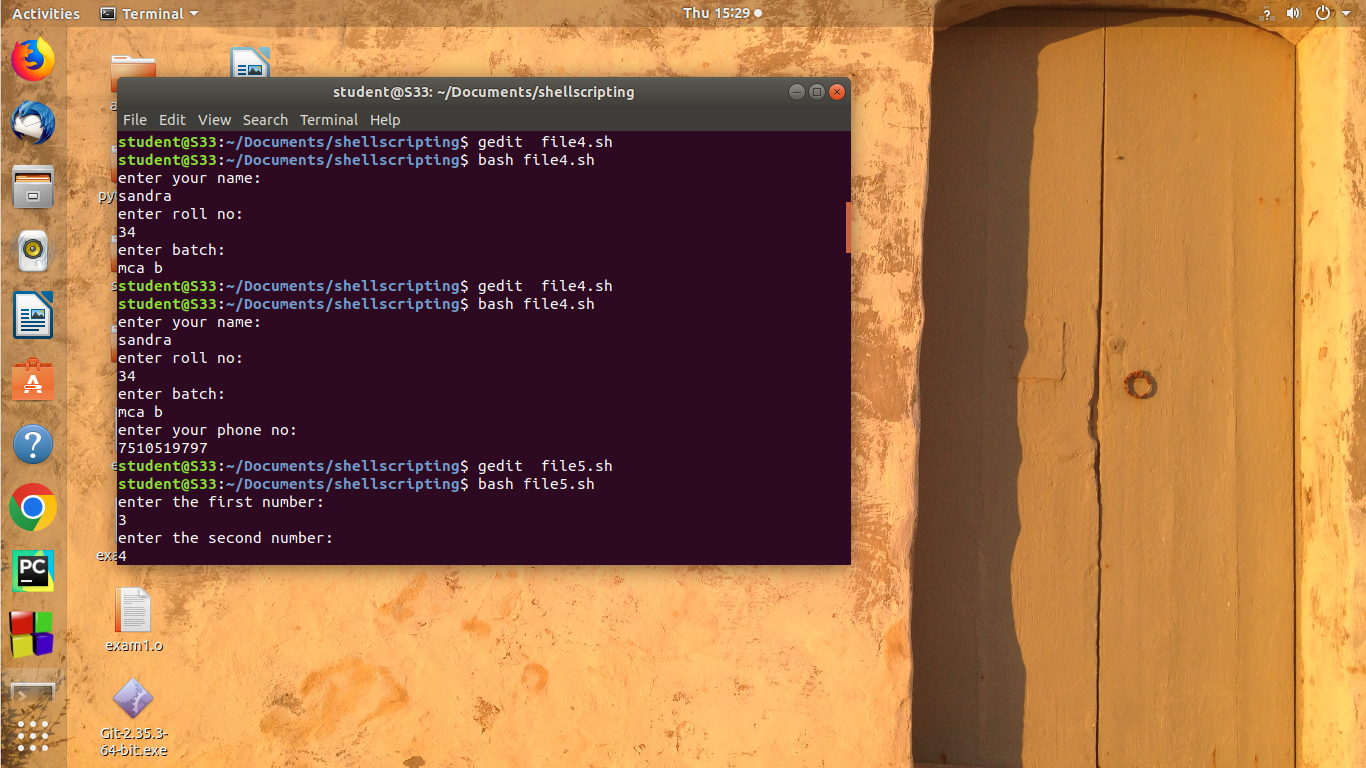 Activities
Terminal
Thu 15:29
student@S33: ~/Documents/shellscripting
File Edit View Search Terminal Help
student@S33:~/Documents/shellscripting$ gedit  file4.sh
student@S33:~/Documents/shellscripting$ bash file4.sh
enter your name:
sandra
enter roll no:
34
enter batch:
mca b
student@S33:~/Documents/shellscripting$ gedit  file4.sh
student@S33:~/Documents/shellscripting$ bash file4.sh
enter your name:
sandra
enter roll no:
34
enter batch:
mca b
enter your phone no:
7510519797
student@S33:~/Documents/shellscripting$ gedit  file5.sh
student@S33:~/Documents/shellscripting$ bash file5.sh
enter the first number:
3
enter the second number:
4
PC
exam1.o
Git-2.35.3-
64-bit.exe